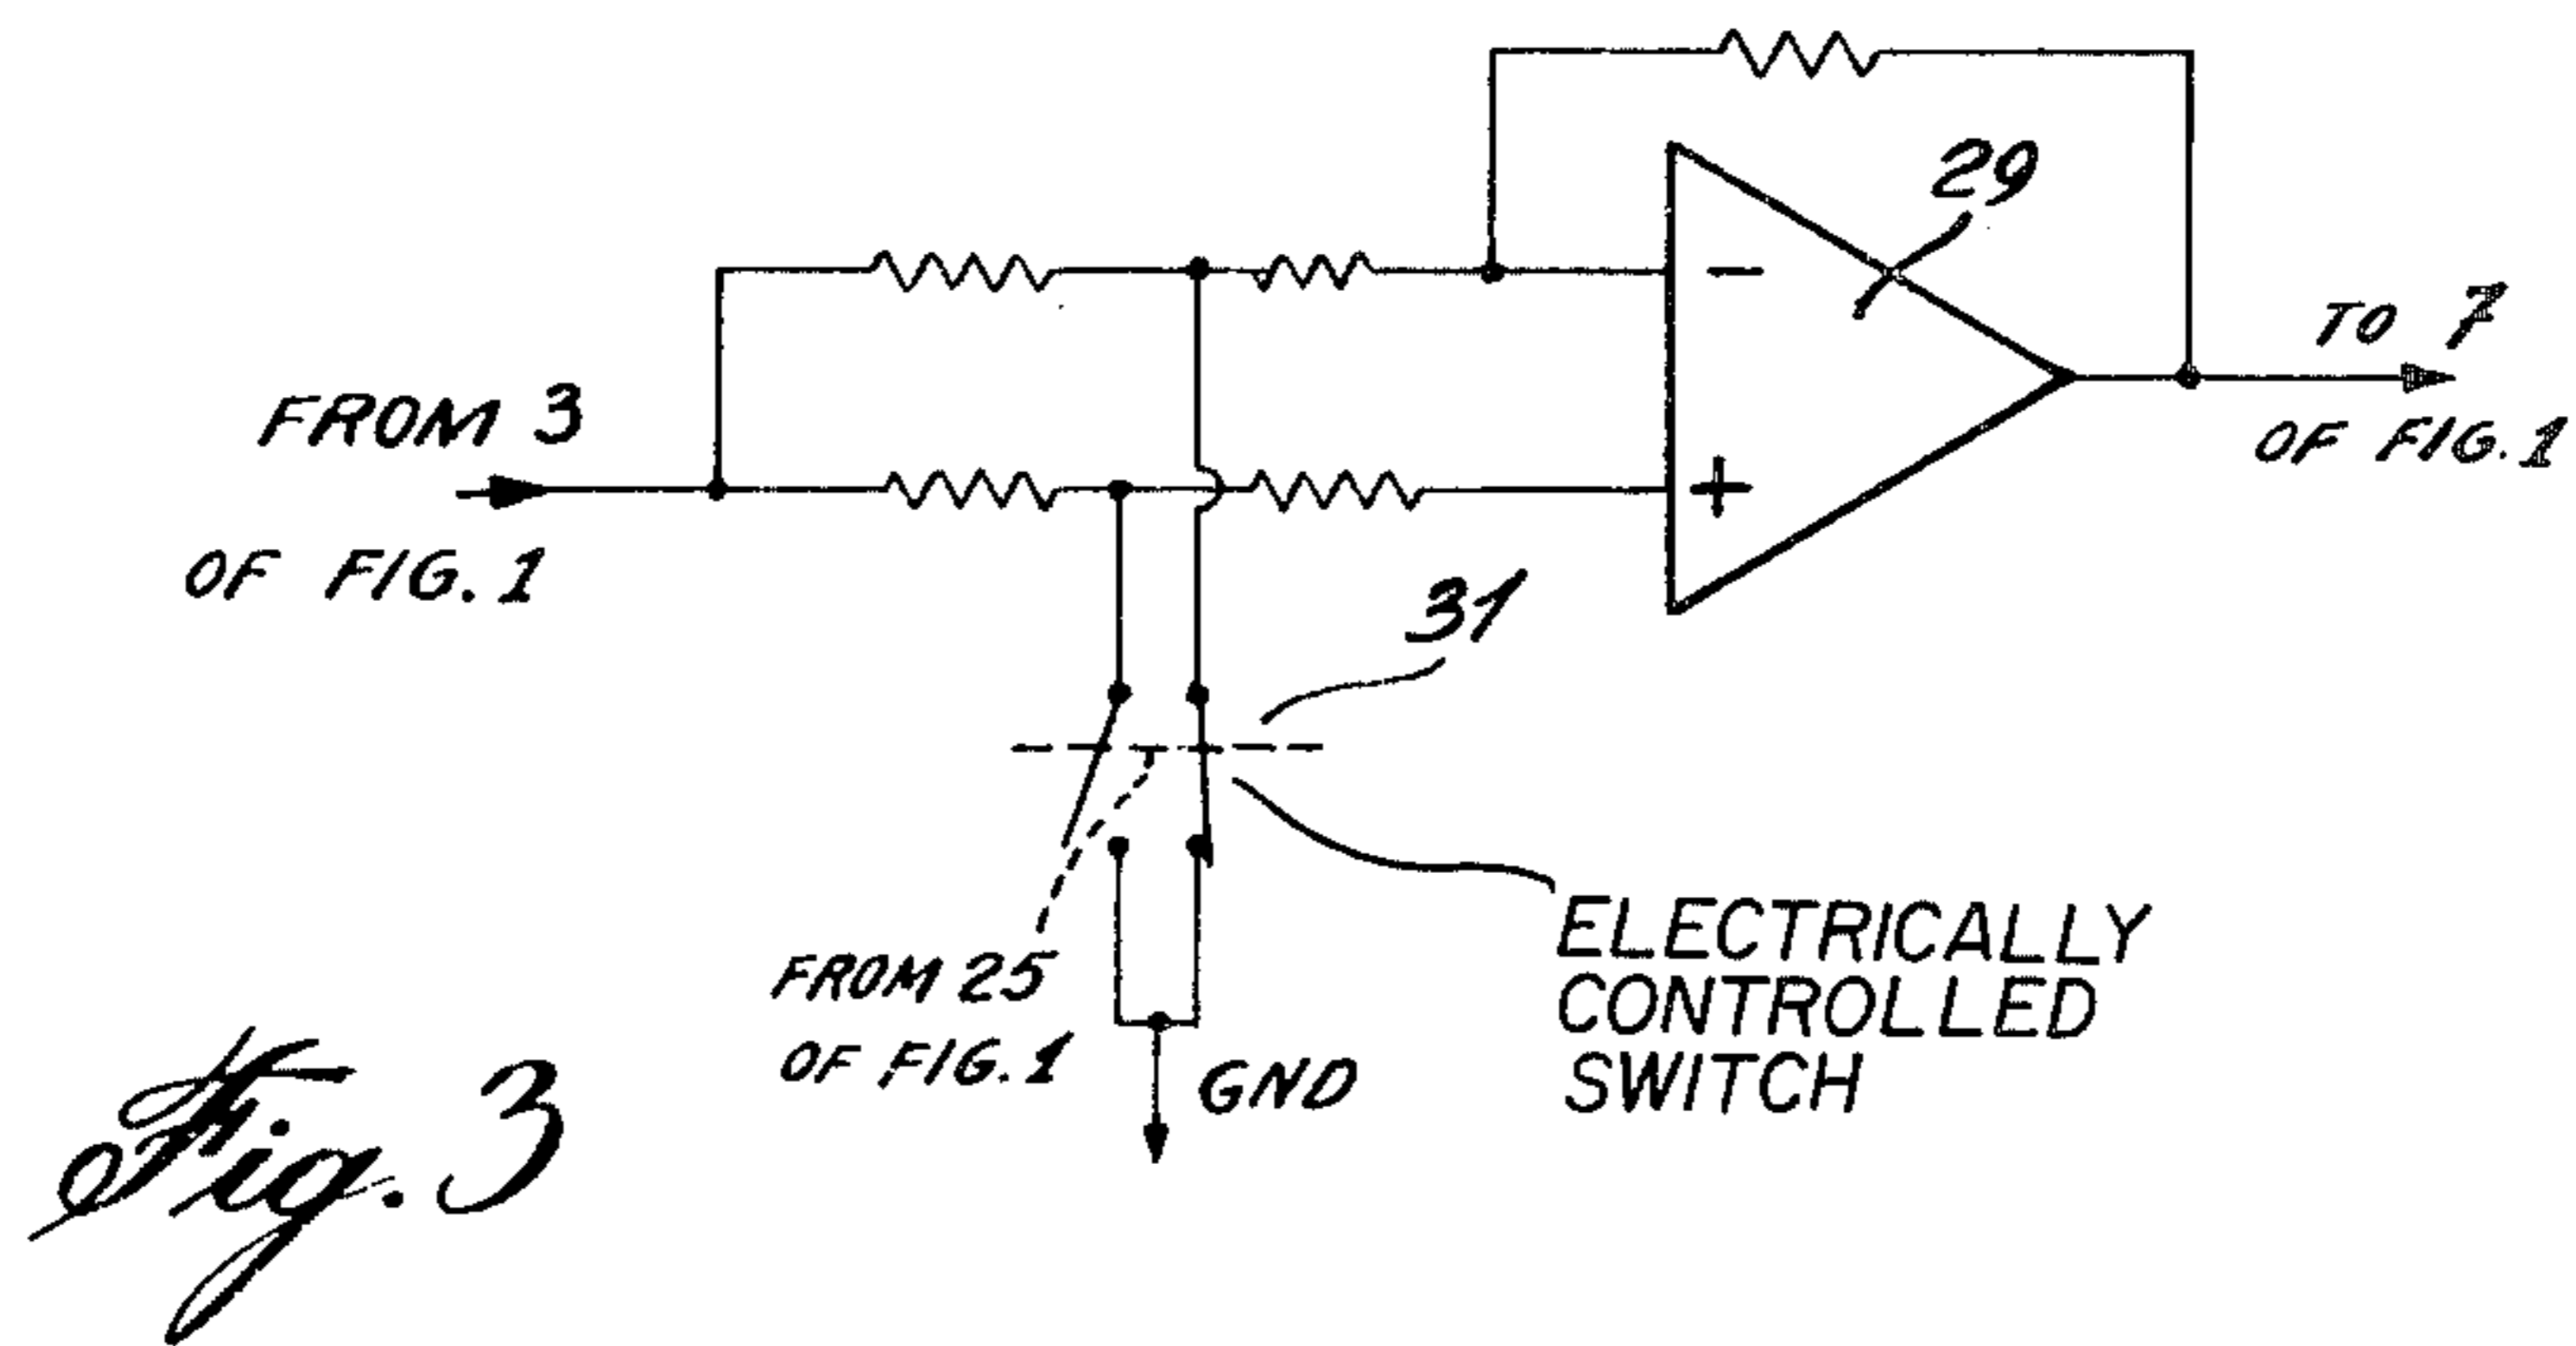 29
-
TO 7
OF FIG. 1
FROM 3
OF FIG. 1
+
31
ELECTRICALLY
CONTROLLED
SWITCH
FROM 25
OF FIG. 1
GND
Fig. 3